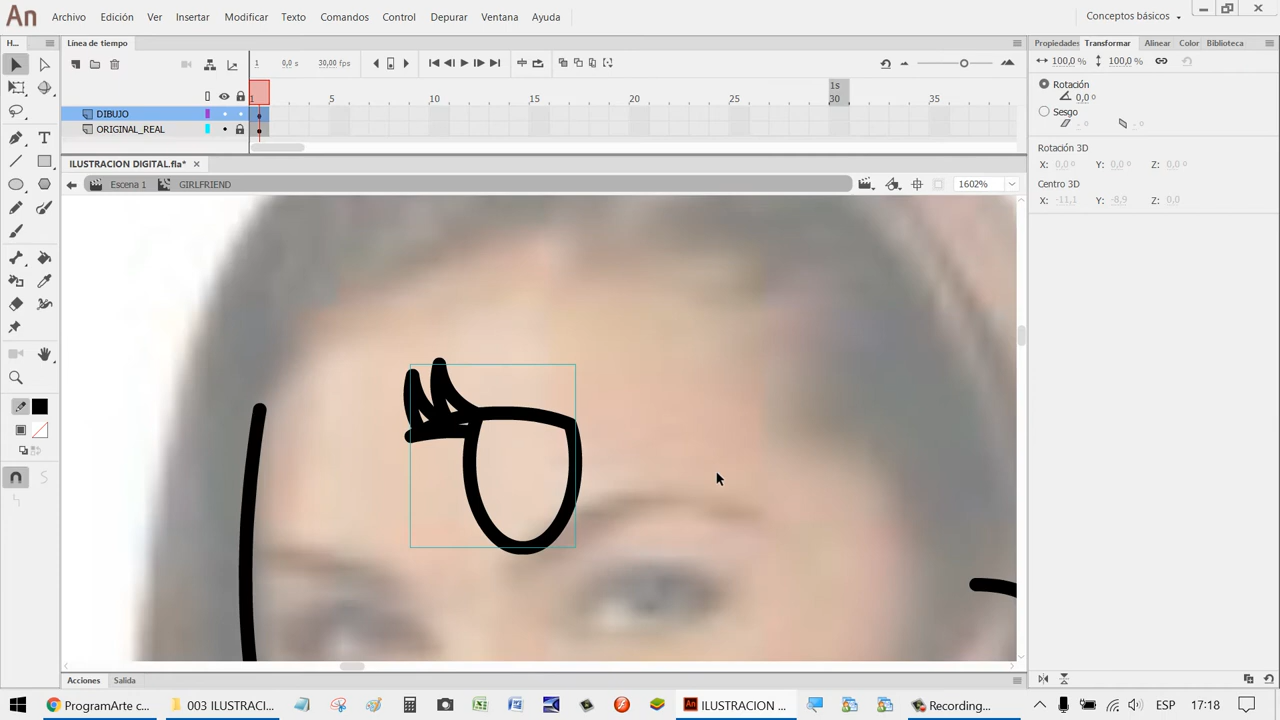 An Archivo Edición Ver Insertar Modificar Texto Comandos Control Depurar Ventana Ayuda Conceptos básicos
H... Línea de tiempo Propiedades Transformar Alinear Color Biblioteca
1 0,0 s 30,00 fps 100,0 % 100,0 %
1s
1 5 10 15 20 25 30 35
Rotación
0,0 °
DIBUJO
Sesgo
ORIGINAL_REAL
- ° - °
Rotación 3D
ILUSTRACION DIGITAL.fla*
X: 0,0 ° Y: 0,0 ° Z: 0,0 °
Escena 1 GIRLFRIEND 1602%
Centro 3D
X: -11,1 Y: -8,9 Z: 0,0
Acciones Salida
ProgramArte c... 003 ILUSTRACI... An ILUSTRACION ... Recording... ESP 17:18